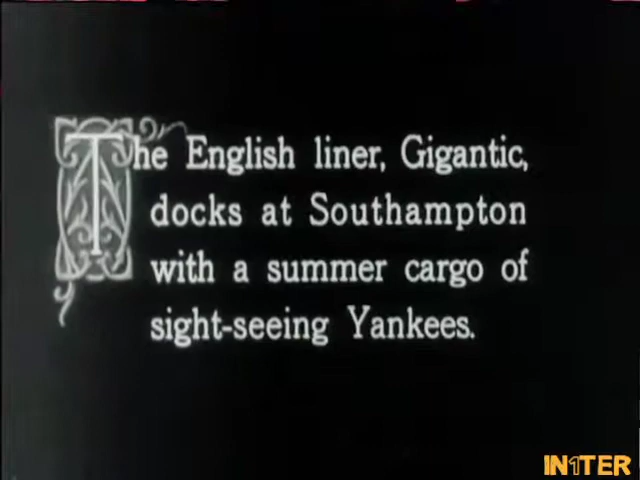 The English liner, Gigantic,
docks at Southampton
with a summer cargo of
sight-seeing Yankees.
IN1TER